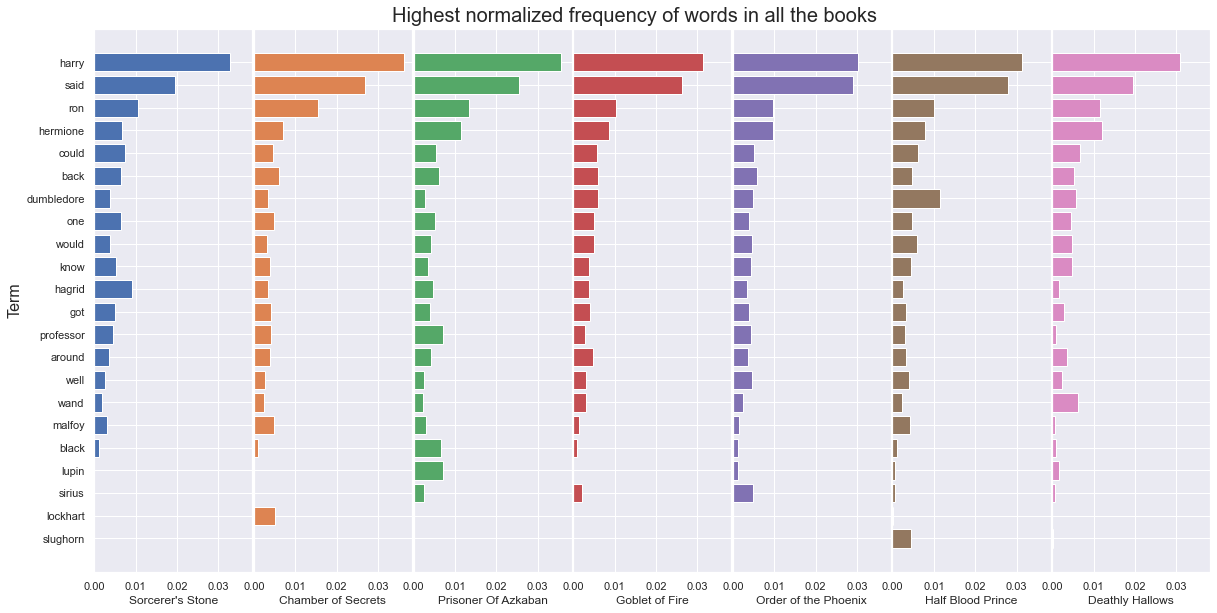 Highest normalized frequency of words in all the books
Term
harry
said
ron
hermione
could
back
dumbledore
one
would
know
hagrid
got
professor
around
well
wand
malfoy
black
lupin
sirius
lockhart
slughorn
0.00 0.01 0.02 0.03 0.00 0.01 0.02 0.03 0.00 0.01 0.02 0.03 0.00 0.01 0.02 0.03 0.00 0.01 0.02 0.03 0.00 0.01 0.02 0.03 0.00 0.01 0.02 0.03
Sorcerer's Stone Chamber of Secrets Prisoner Of Azkaban Goblet of Fire Order of the Phoenix Half Blood Prince Deathly Hallows